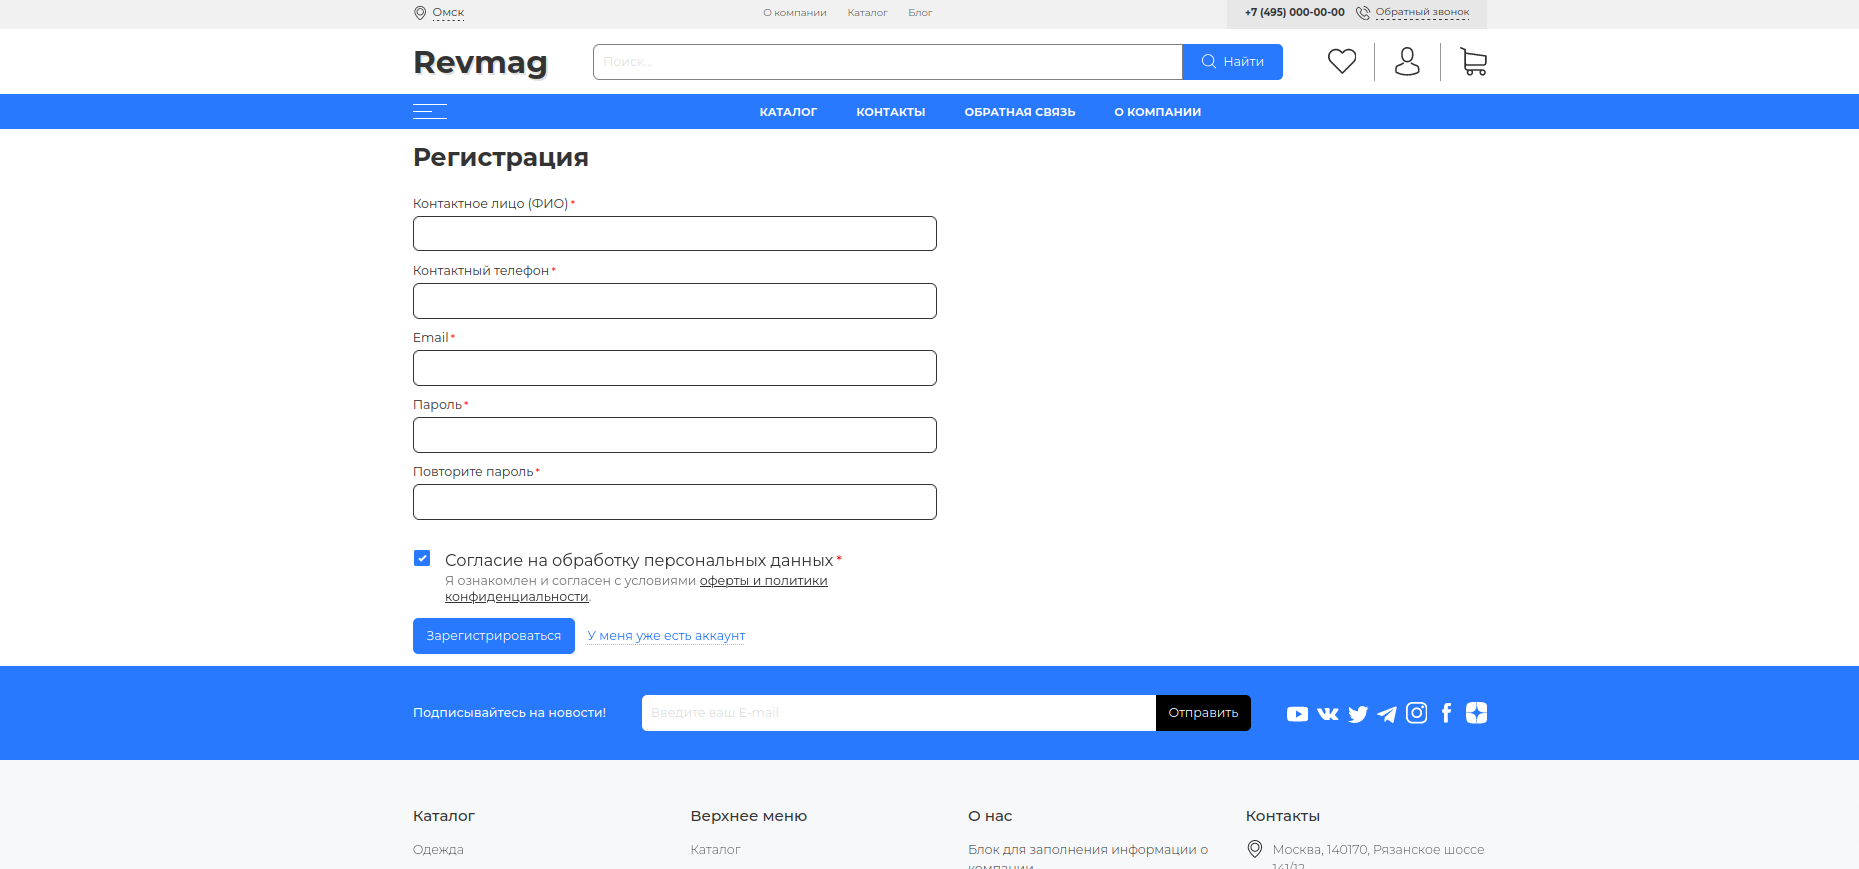 Омск
О компании
Каталог
Блог
+7 (495) 000-00-00
Обратный звонок
Revmag
Поиск...
Найти
КАТАЛОГ
КОНТАКТЫ
ОБРАТНАЯ СВЯЗЬ
О КОМПАНИИ
Регистрация
Контактное лицо (ФИО) *
Контактный телефон *
Email *
Пароль *
Повторите пароль *
Согласие на обработку персональных данных *
Я ознакомлен и согласен с условиями оферты и политики
конфиденциальности.
Зарегистрироваться
У меня уже есть аккаунт
Подписывайтесь на новости!
Введите ваш E-mail
Отправить
Каталог
Верхнее меню
О нас
Контакты
Одежда
Каталог
Блок для заполнения информации о
компании
Москва, 140170, Рязанское шоссе
141/12